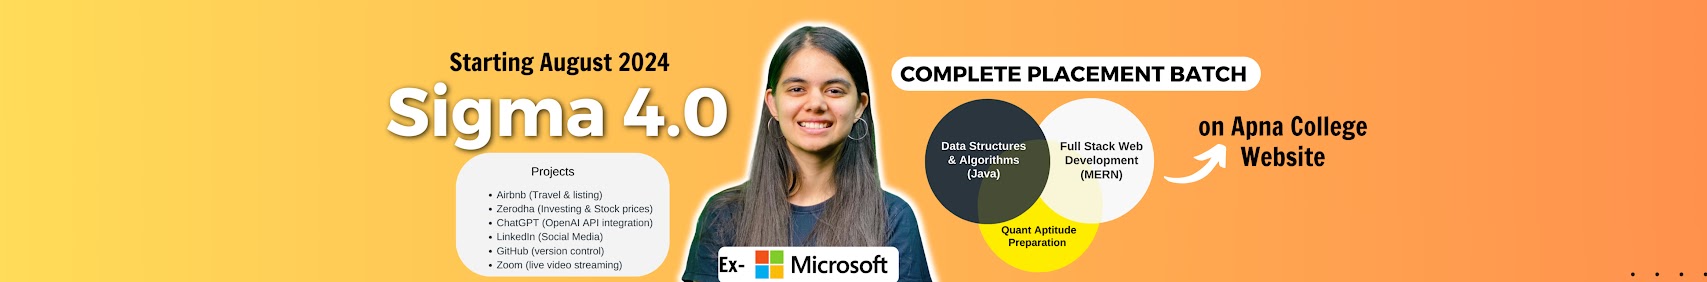 Starting August 2024
Sigma 4.0
Projects
• Airbnb (Travel & listing)
• Zerodha (Investing & Stock prices)
• ChatGPT (OpenAI API integration)
• LinkedIn (Social Media)
• GitHub (version control)
• Zoom (live video streaming)
Ex- Microsoft
COMPLETE PLACEMENT BATCH
Data Structures
& Algorithms
(Java)
Full Stack Web
Development
(MERN)
Quant Aptitude
Preparation
on Apna College
Website